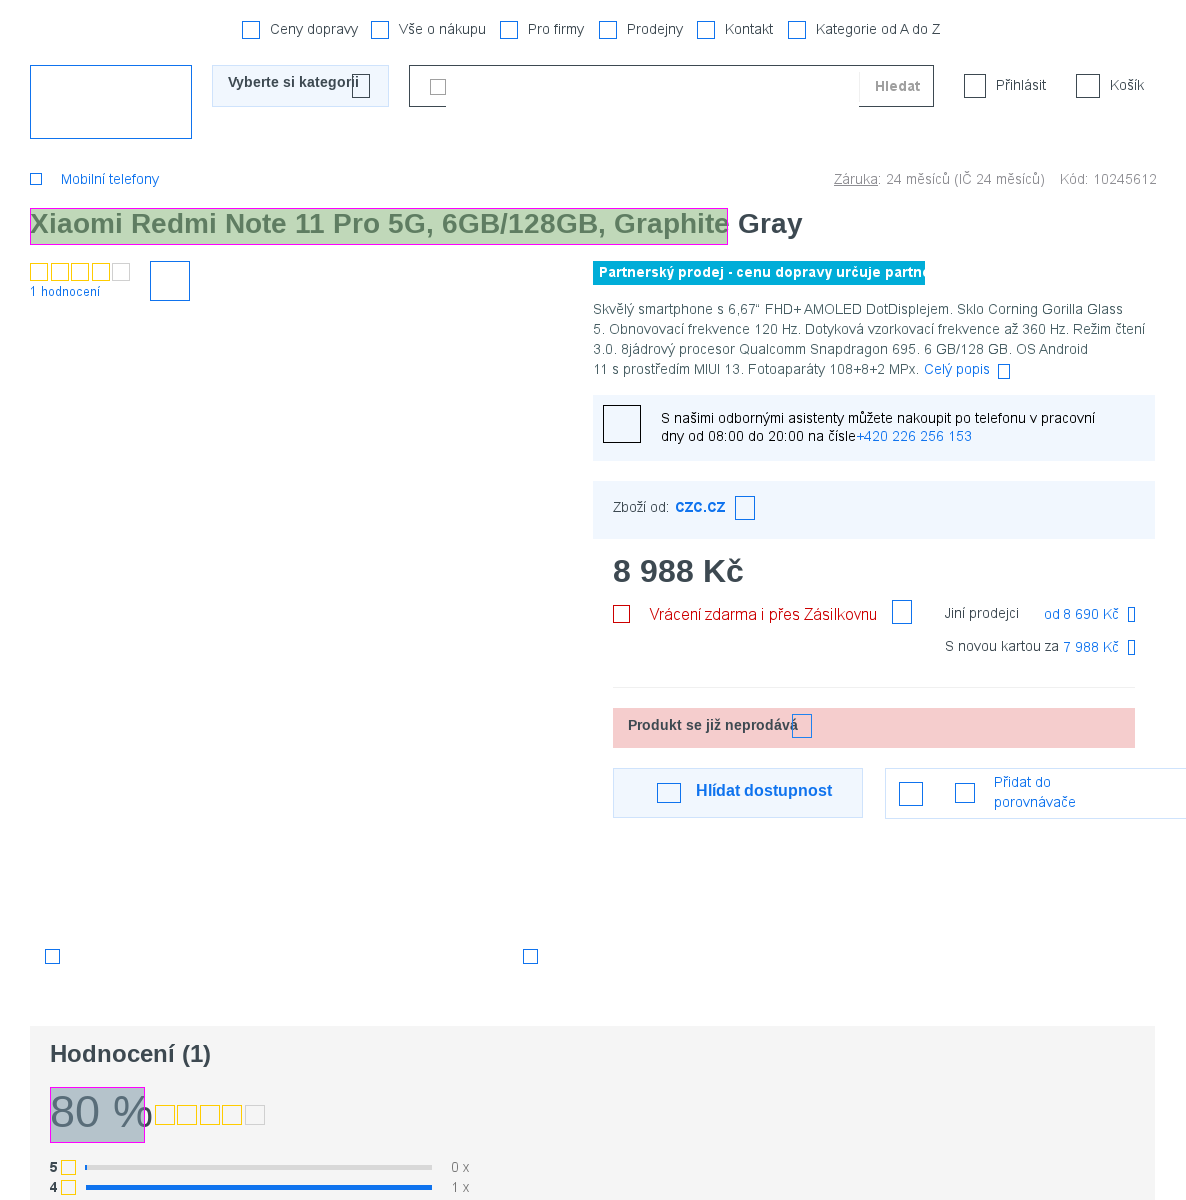 Ceny dopravy Vše o nákupu Pro firmy Prodejny Kontakt Kategorie od A do Z
Vyberte si kategorii Hledat Přihlásit Košík
Mobilní telefony Záruka: 24 měsíců (IČ 24 měsíců) Kód: 10245612
Xiaomi Redmi Note 11 Pro 5G, 6GB/128GB, Graphite Gray
1 hodnocení
Partnerský prodej - cenu dopravy určuje
Skvělý smartphone s 6,67“ FHD+ AMOLED DotDisplejem. Sklo Corning Gorilla Glass
5. Obnovovací frekvence 120 Hz. Dotyková vzorkovací frekvence až 360 Hz. Režim čtení
3.0. 8jádrový procesor Qualcomm Snapdragon 695. 6 GB/128 GB. OS Android
11 s prostředím MIUI 13. Fotoaparáty 108+8+2 MPx. Celý popis
S našimi odbornými asistenty můžete nakoupit po telefonu v pracovní
dny od 08:00 do 20:00 na čísle+420 226 256 153
Zboží od: CZC.CZ
8 988 Kč
Vrácení zdarma i přes Zásilkovnu
Jiní prodejci od 8 690 Kč
S novou kartou za 7 988 Kč
Produkt se již neprodává
Hlídat dostupnost
Přidat do
porovnávače
Hodnocení (1)
80 %
5 0 x
4 1 x